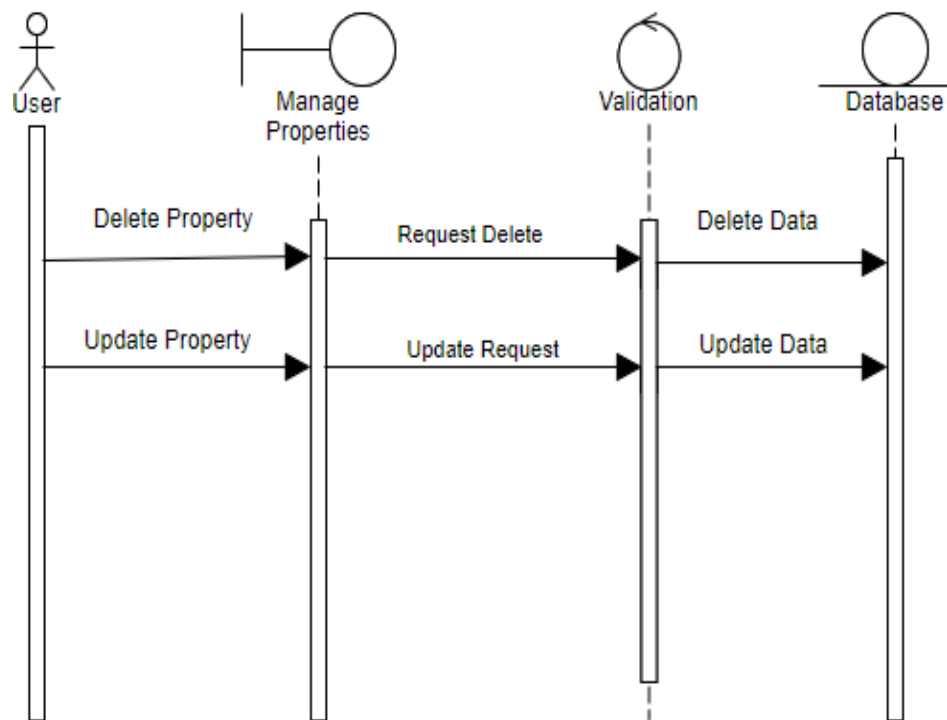 User
Manage
Properties
Validation
Database
Delete Property
Request Delete
Delete Data
Update Property
Update Request
Update Data